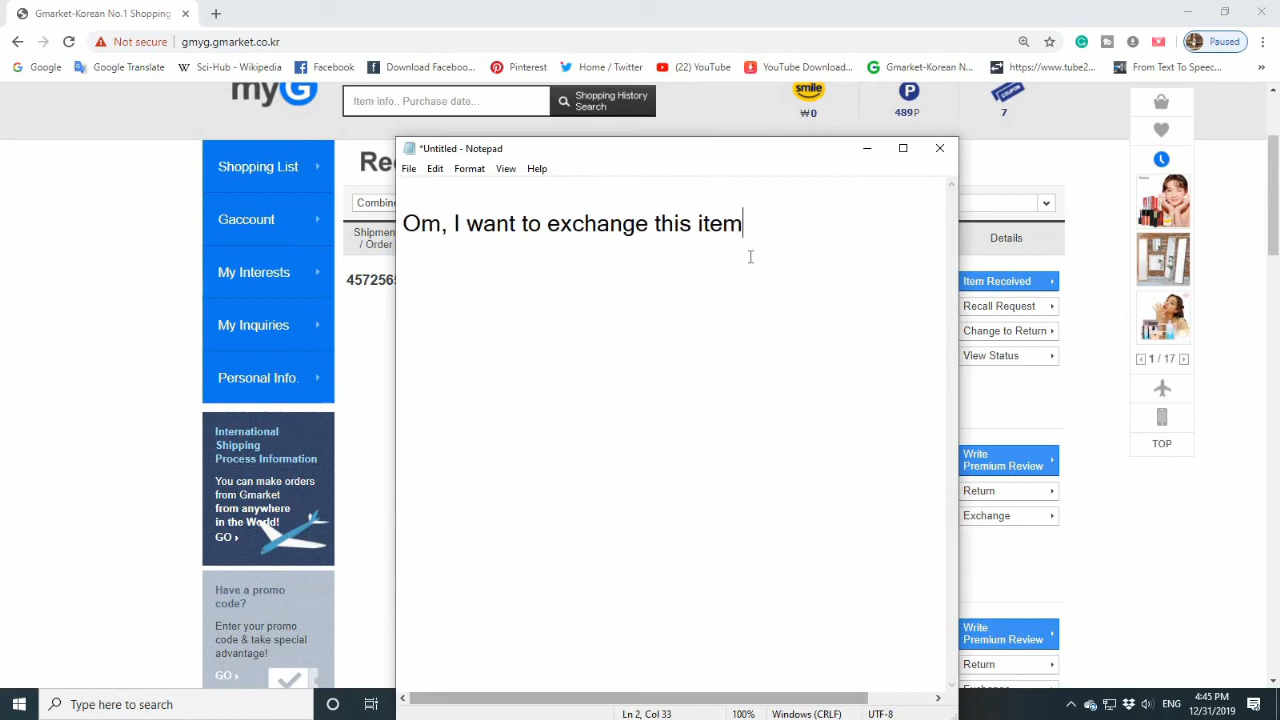 Gmarket-Korean No.1 Shopping
Not secure | gmyg.gmarket.co.kr
Paused
Google
Google Translate
Sci-Hub - Wikipedia
Facebook
Download Faceboo...
Pinterest
Home / Twitter
(22) YouTube
YouTube Download...
Gmarket-Korean N...
https://www.tube2...
From Text To Speec...
»
myG
Item info., Purchase date...
Shopping History
Search
smile
₩0
P
489P
COUPON
7
Shopping List
Gaccount
My Interests
My Inquiries
Personal Info.
International
Shipping
Process Information
You can make orders
from Gmarket
from anywhere
in the World!
GO
Have a promo
code?
Enter your promo
code & take special
advantage!
GO
Combine
Shipmen
/ Order
4572565
*Untitled - Notepad
File
Edit
Format
View
Help
Om, I want to exchange this item
Ln 2, Col 33
100%
Windows (CRLF)
UTF-8
Details
Item Received
Recall Request
Change to Return
View Status
Write
Premium Review
Return
Exchange
Write
Premium Review
Return
1 / 17
TOP
Type here to search
ENG
4:45 PM
12/31/2019